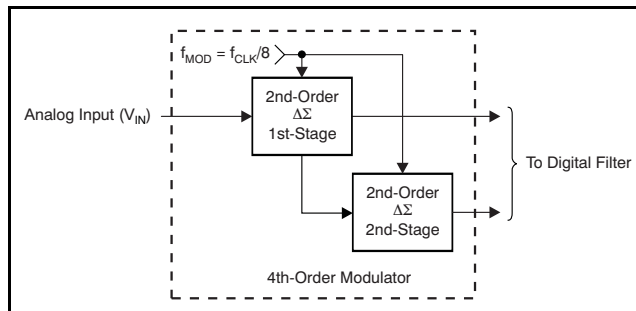 f_MOD = f_CLK/8
2nd-Order
ΔΣ
1st-Stage
Analog Input (V_IN)
To Digital Filter
2nd-Order
ΔΣ
2nd-Stage
4th-Order Modulator